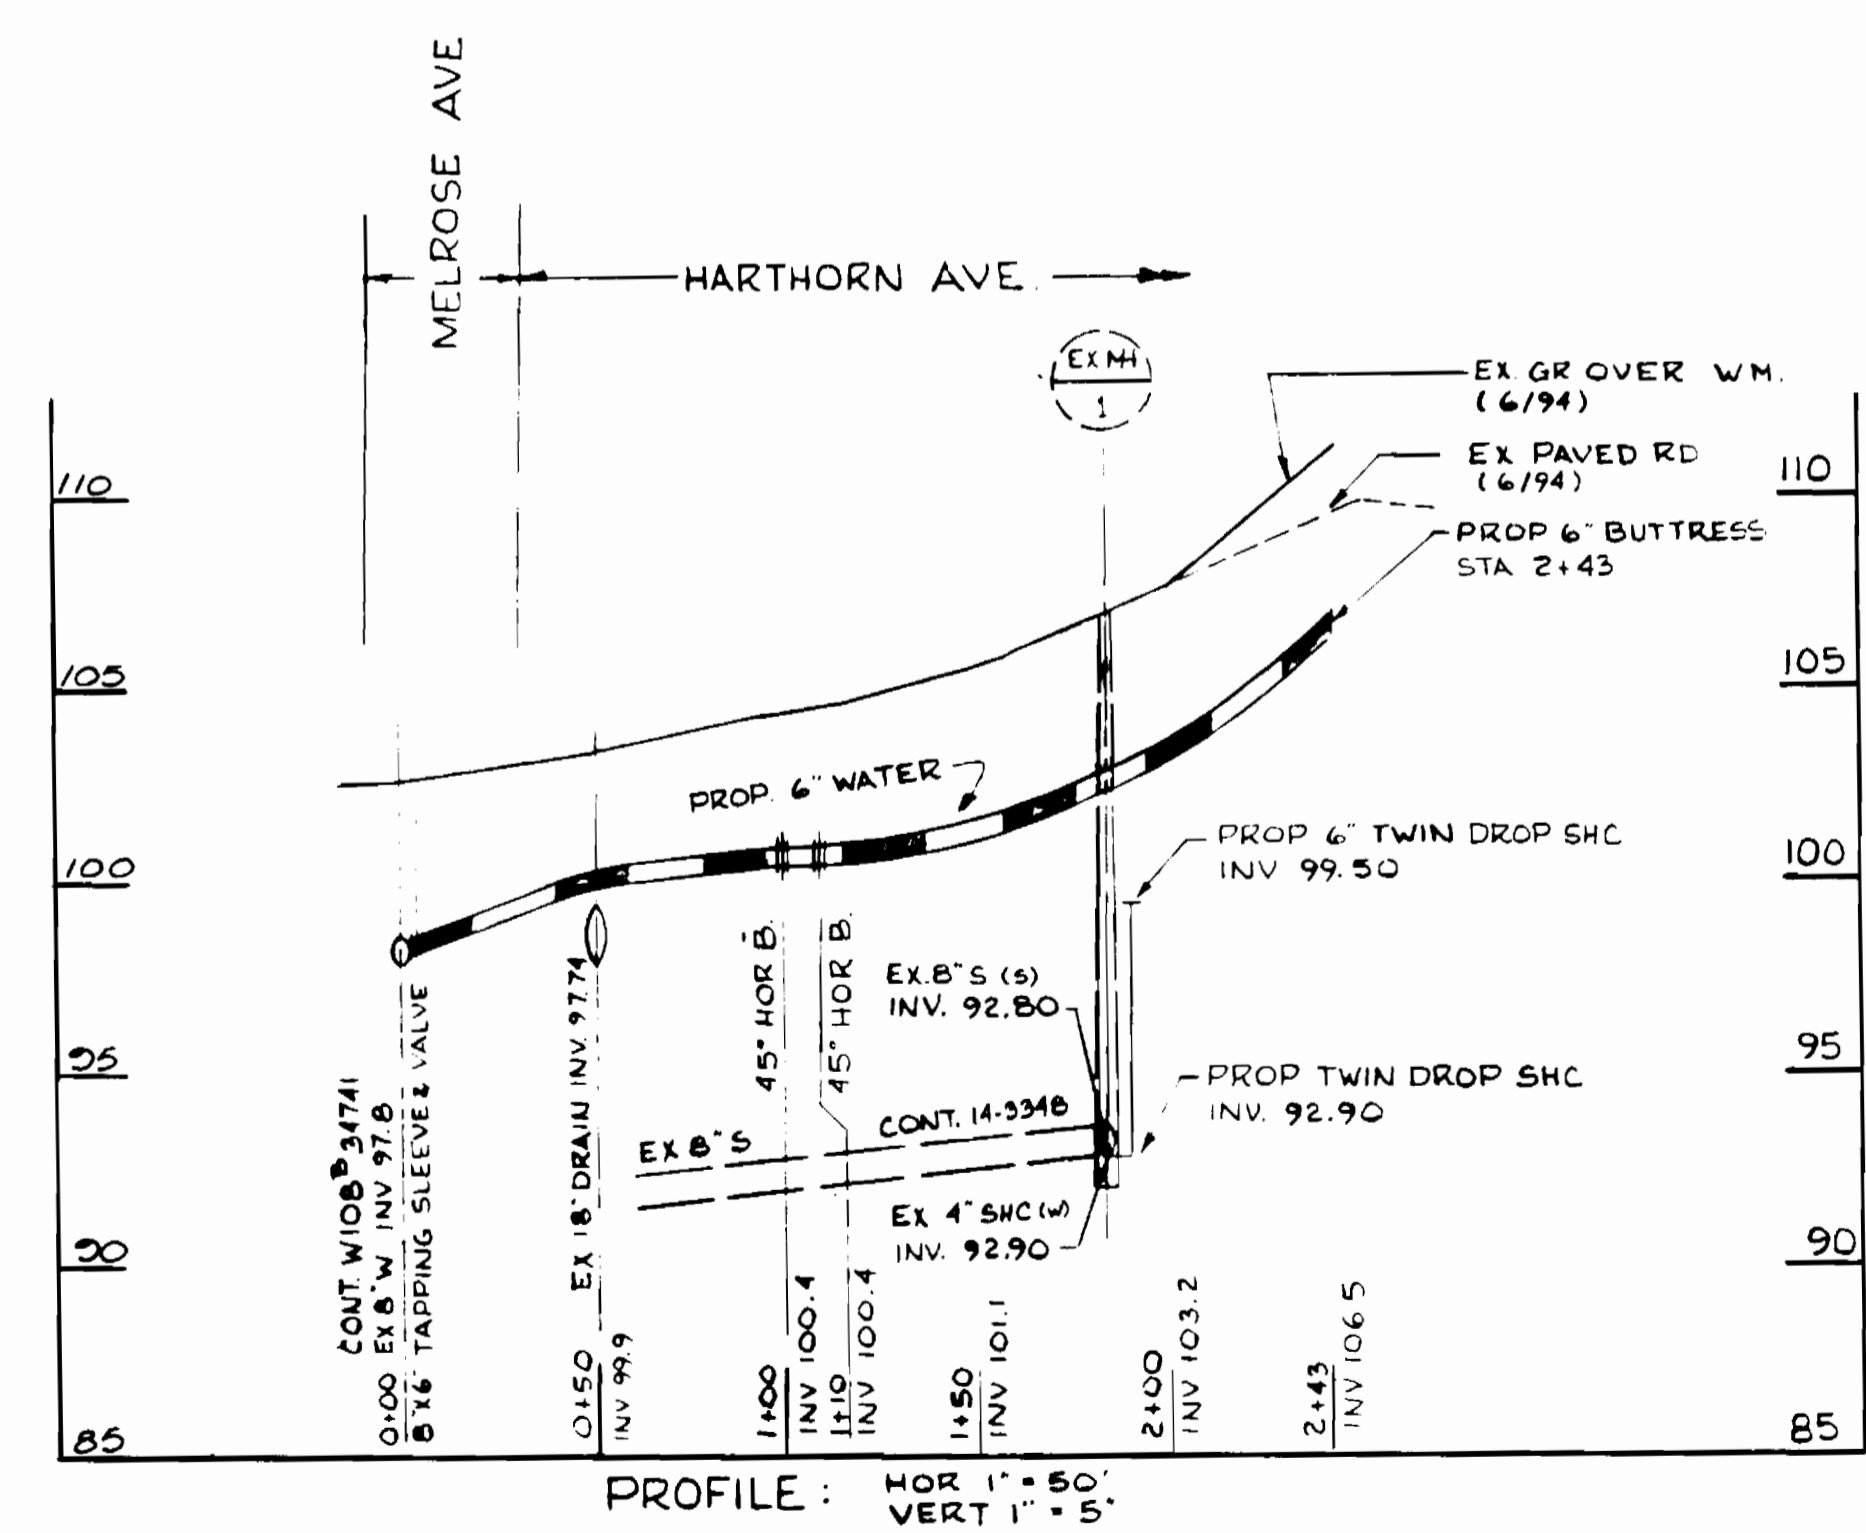 MELROSE AVE.
HARTHORN AVE.
EX MH
1
EX. GR OVER WM.
(6/94)
EX PAVED RD
(6/94)
PROP 6" BUTTRESS
STA 2+43
110
105
100
95
90
85
110
105
100
95
90
85
PROP. 6" WATER
PROP 6" TWIN DROP SHC
INV 99.50
EX. 8" S (S)
INV. 92.80
PROP TWIN DROP SHC
INV. 92.90
CONT. 14-3348
EX 8" S
EX 4" SHC (W)
INV. 92.90
45° HOR B.
45° HOR B.
CONT. W108B 34741
EX 8" W INV 97.8
8"X6" TAPPING SLEEVE & VALVE
EX 18" DRAIN INV. 97.74
0+00
0+50
INV 99.9
1+00
INV 100.4
1+10
INV 100.4
1+50
INV 101.1
2+00
INV 103.2
2+43
INV 106.5
PROFILE :
HOR 1" = 50'
VERT 1" = 5'